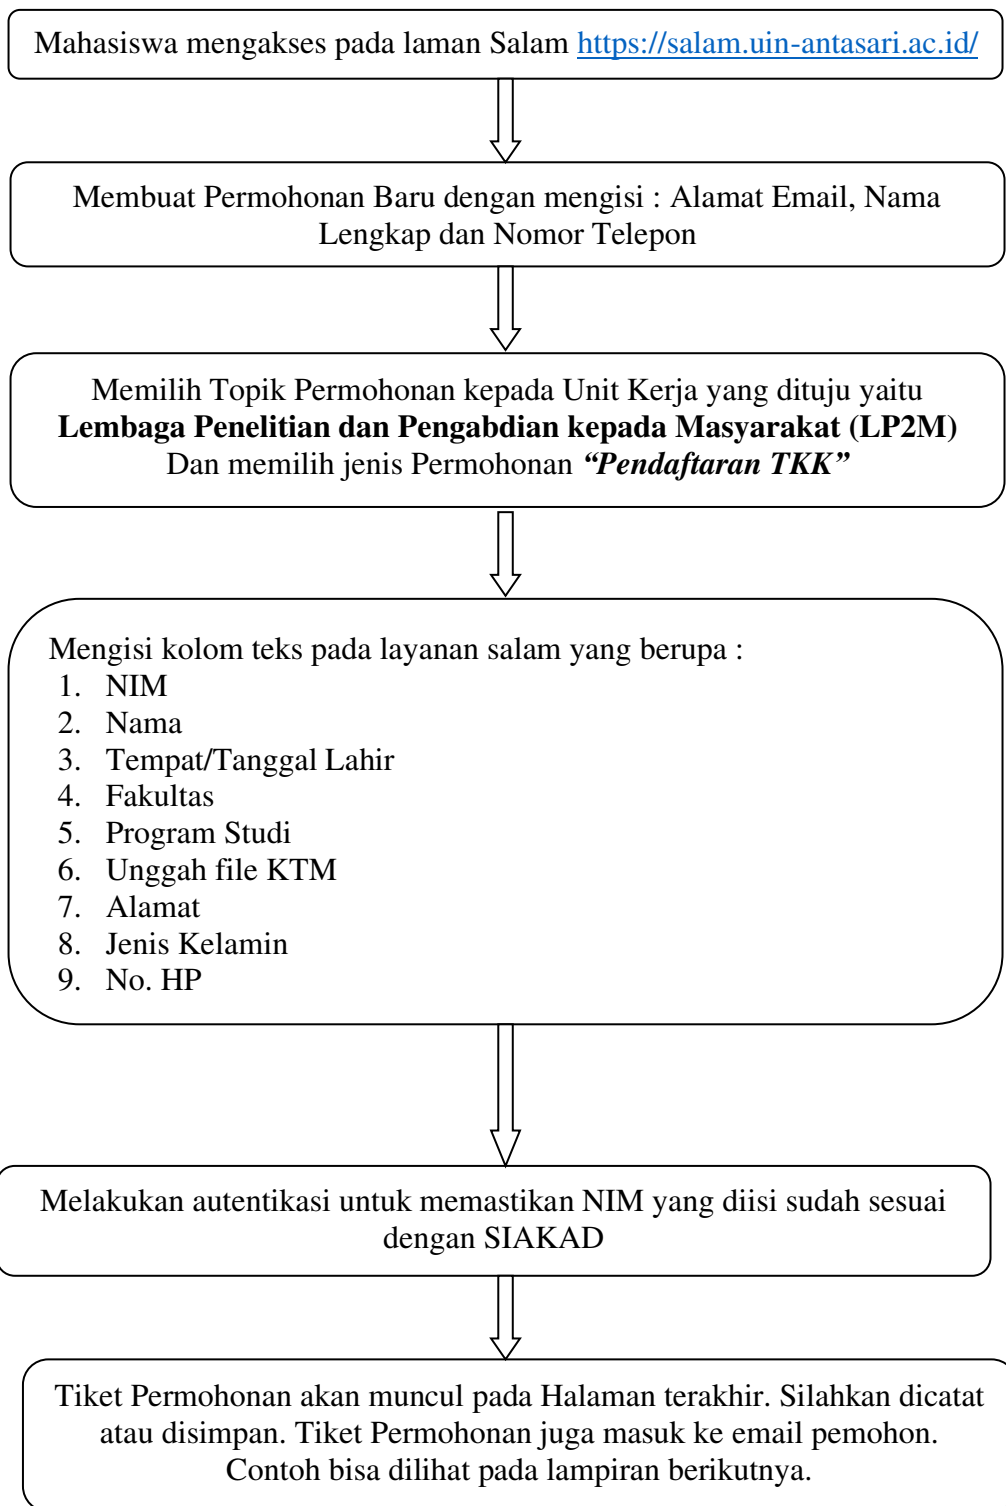 Mahasiswa mengakses pada laman Salam https://salam.uin-antasari.ac.id/
Membuat Permohonan Baru dengan mengisi : Alamat Email, Nama
Lengkap dan Nomor Telepon
Memilih Topik Permohonan kepada Unit Kerja yang dituju yaitu
Lembaga Penelitian dan Pengabdian kepada Masyarakat (LP2M)
Dan memilih jenis Permohonan “Pendaftaran TKK”
Mengisi kolom teks pada layanan salam yang berupa :
1. NIM
2. Nama
3. Tempat/Tanggal Lahir
4. Fakultas
5. Program Studi
6. Unggah file KTM
7. Alamat
8. Jenis Kelamin
9. No. HP
Melakukan autentikasi untuk memastikan NIM yang diisi sudah sesuai
dengan SIAKAD
Tiket Permohonan akan muncul pada Halaman terakhir. Silahkan dicatat
atau disimpan. Tiket Permohonan juga masuk ke email pemohon.
Contoh bisa dilihat pada lampiran berikutnya.